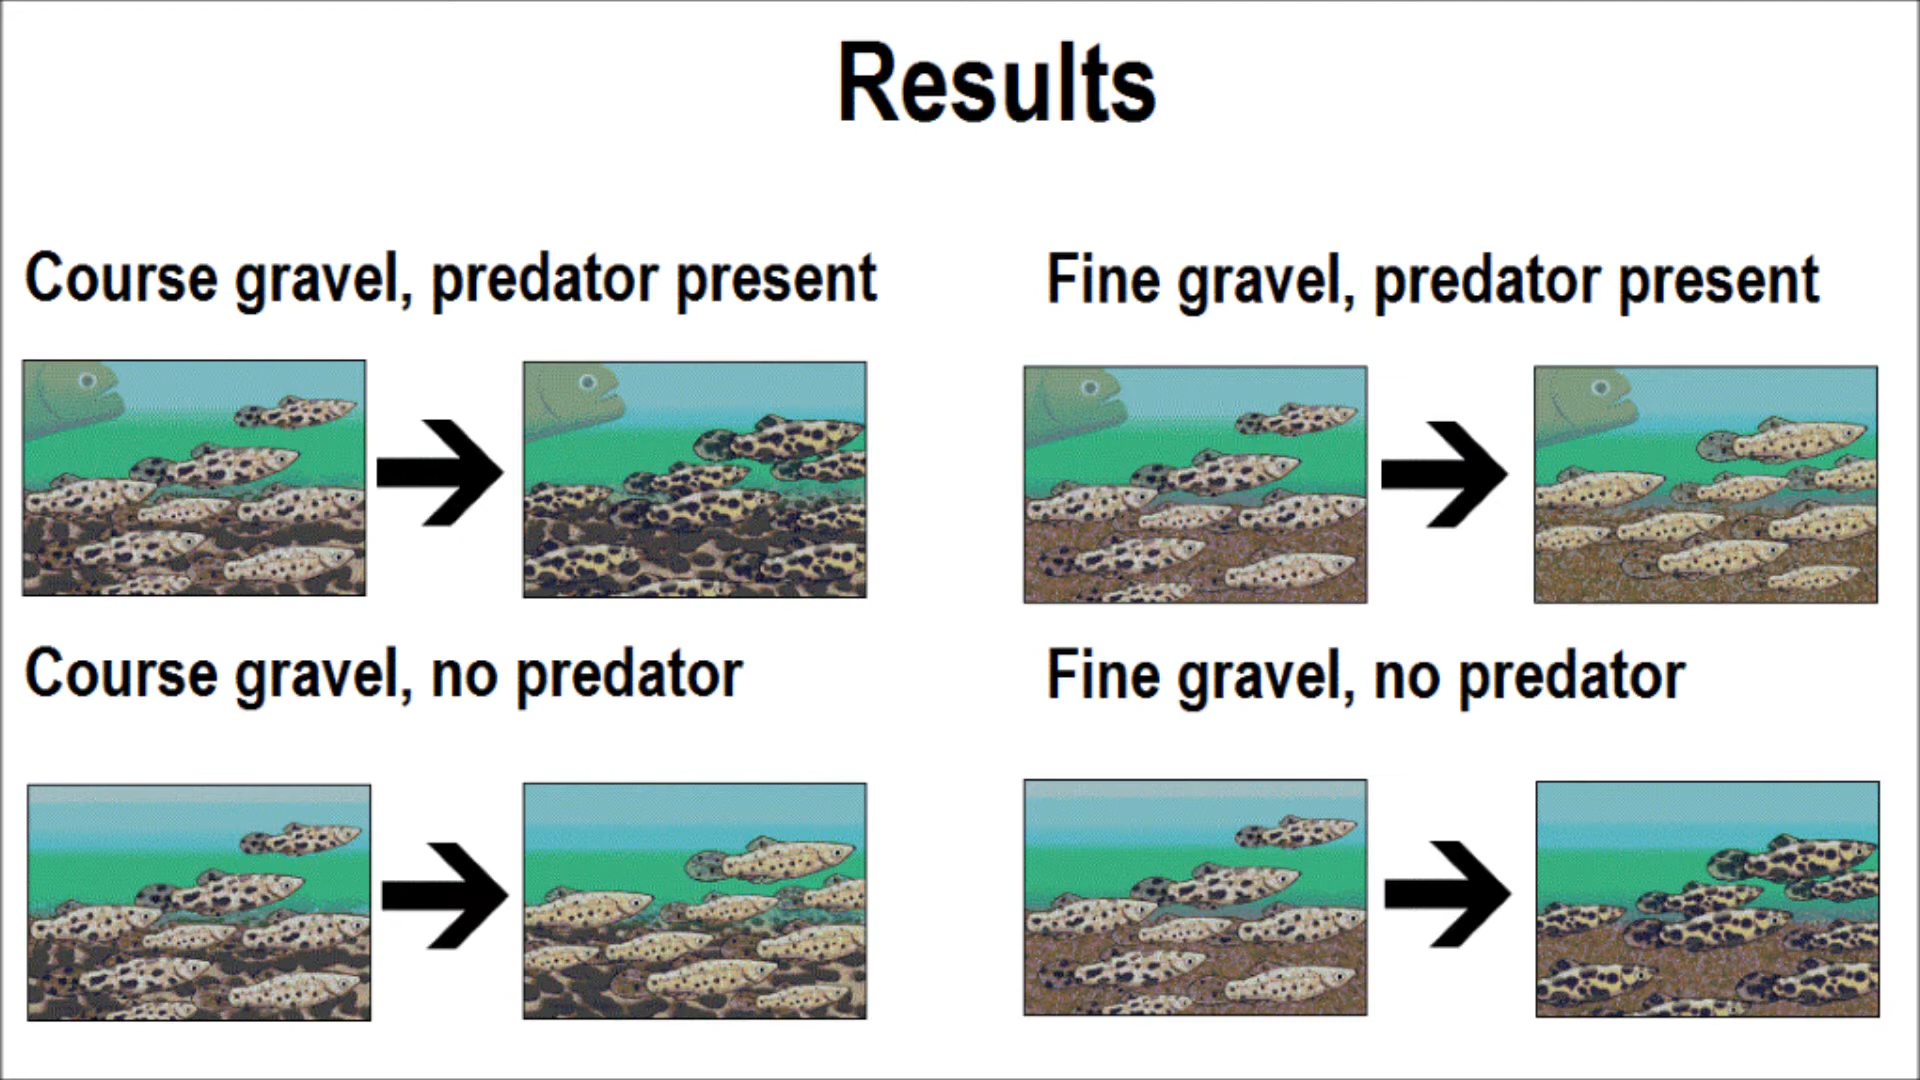 Results
Course gravel, predator present
Fine gravel, predator present
Course gravel, no predator
Fine gravel, no predator